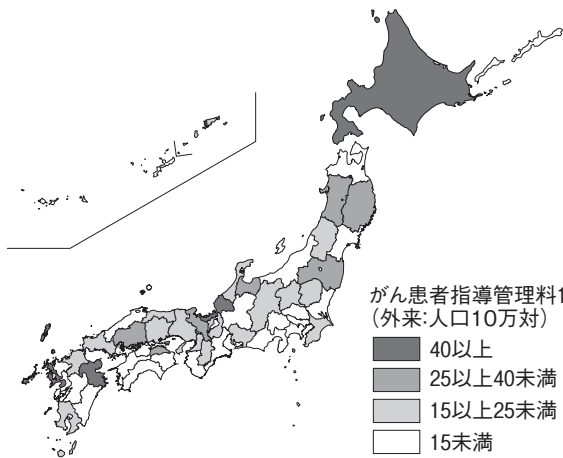 がん患者指導管理料1
(外来:人口10万対)
40以上
25以上40未満
15以上25未満
15未満